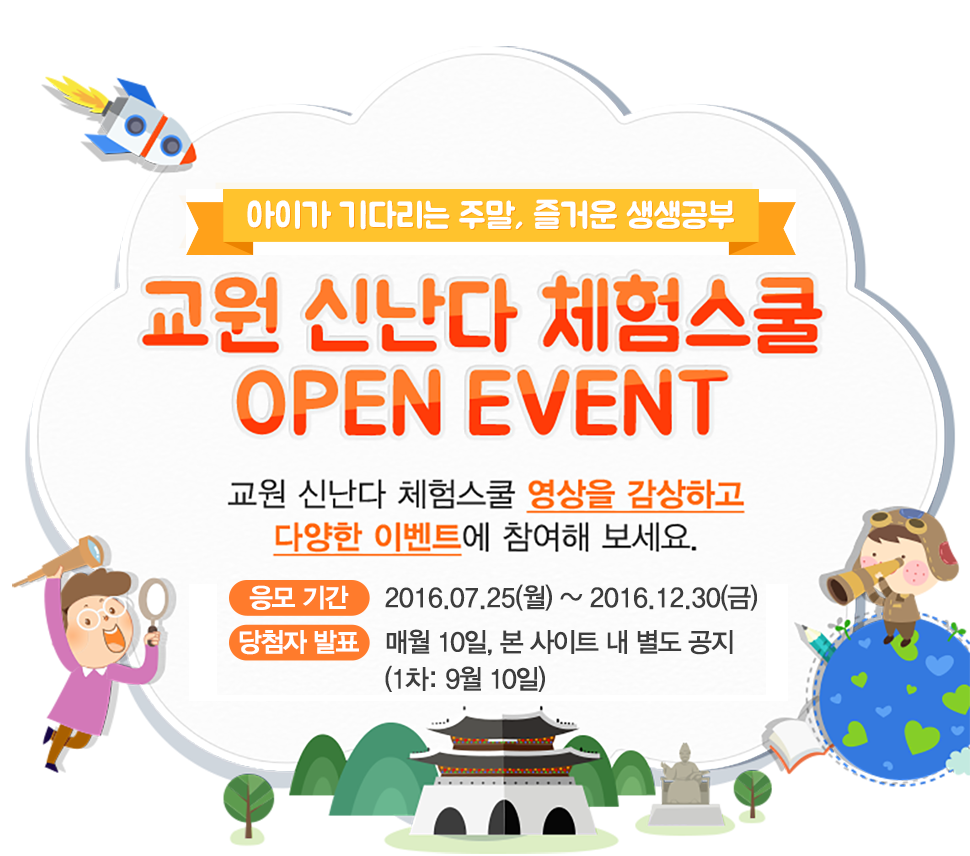 아이가 기다리는 주말, 즐거운 생생공부
교원 신난다 체험스쿨
OPEN EVENT
교원 신난다 체험스쿨 영상을 감상하고
다양한 이벤트에 참여해 보세요.
응모 기간 2016.07.25(월) ~ 2016.12.30(금)
당첨자 발표 매월 10일, 본 사이트 내 별도 공지
(1차: 9월 10일)